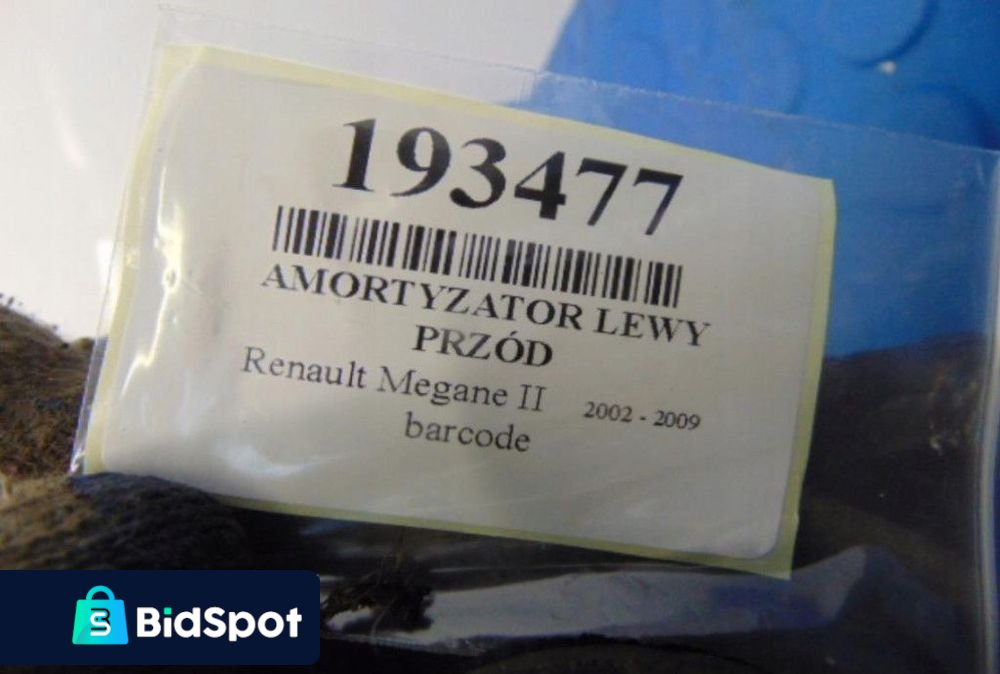 193477
AMORTYZATOR LEWY
PRZÓD
Renault Megane II 2002 - 2009
barcode
BidSpot